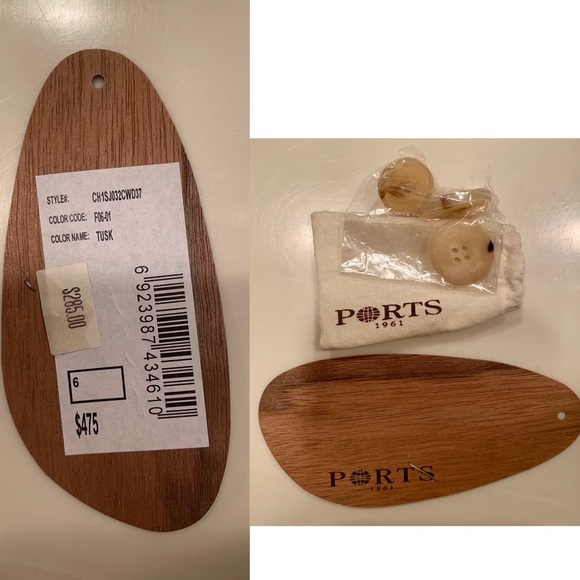 STYLE#: CH1SJ032CWD37
COLOR CODE: F06-01
COLOR NAME: TUSK
$285.00
6 923987 434610
6
$475
PORTS
1961
PORTS
1961